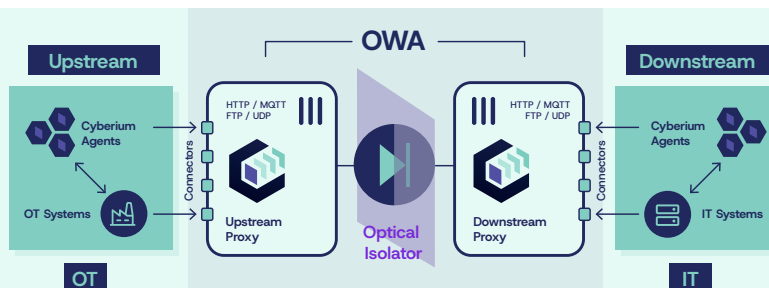 OWA
Upstream
Cyberium
Agents
OT Systems
OT
Connectors
HTTP / MQTT
FTP / UDP
Upstream
Proxy
Optical
Isolator
HTTP / MQTT
FTP / UDP
Downstream
Proxy
Connectors
Downstream
Cyberium
Agents
IT Systems
IT